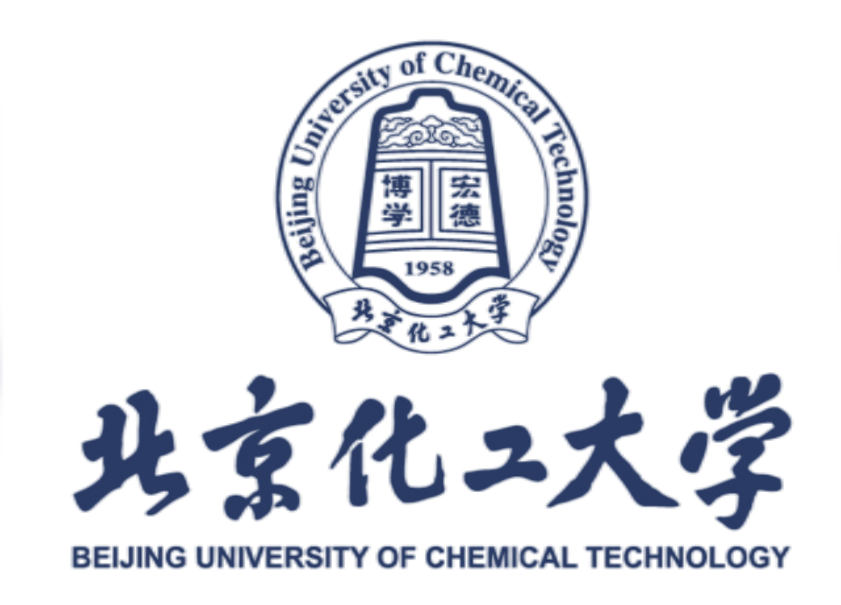 Beijing University of Chemical Technology
博学 宏德
1958
北京化工大学
北京化工大学
BEIJING UNIVERSITY OF CHEMICAL TECHNOLOGY